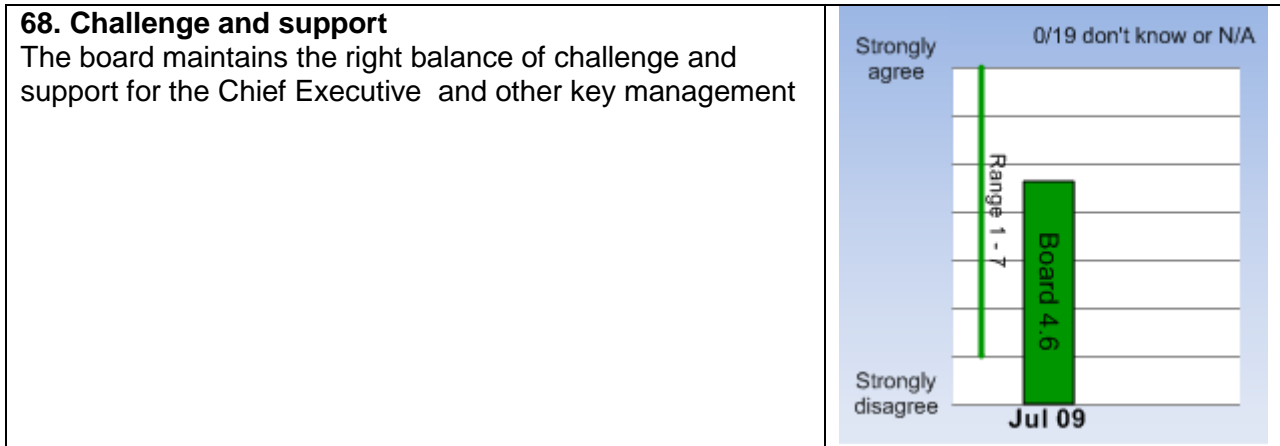 68. Challenge and support
The board maintains the right balance of challenge and
support for the Chief Executive and other key management
0/19 don't know or N/A
Strongly
agree
Range 1 - 7
Board 4.6
Strongly
disagree
Jul 09